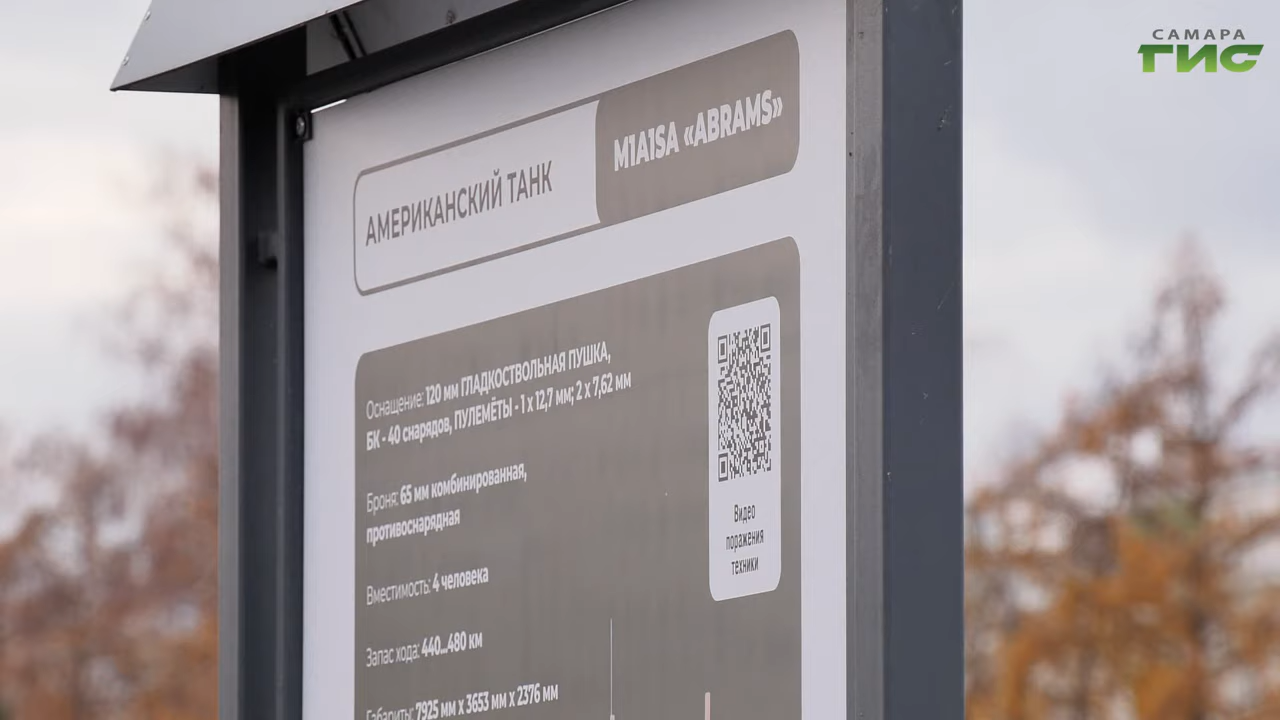 САМАРА
ГИС
АМЕРИКАНСКИЙ ТАНК
M1A1SA «ABRAMS»
Оснащение: 120 мм ГЛАДКОСТВОЛЬНАЯ ПУШКА,
БК - 40 снарядов, ПУЛЕМЁТЫ - 1 х 12,7 мм; 2 х 7,62 мм
Броня: 65 мм комбинированная,
противоснарядная
Вместимость: 4 человека
Запас хода: 440...480 км
Габариты: 7925 мм х 3653 мм х 2376 мм
Видео
поражения
техники